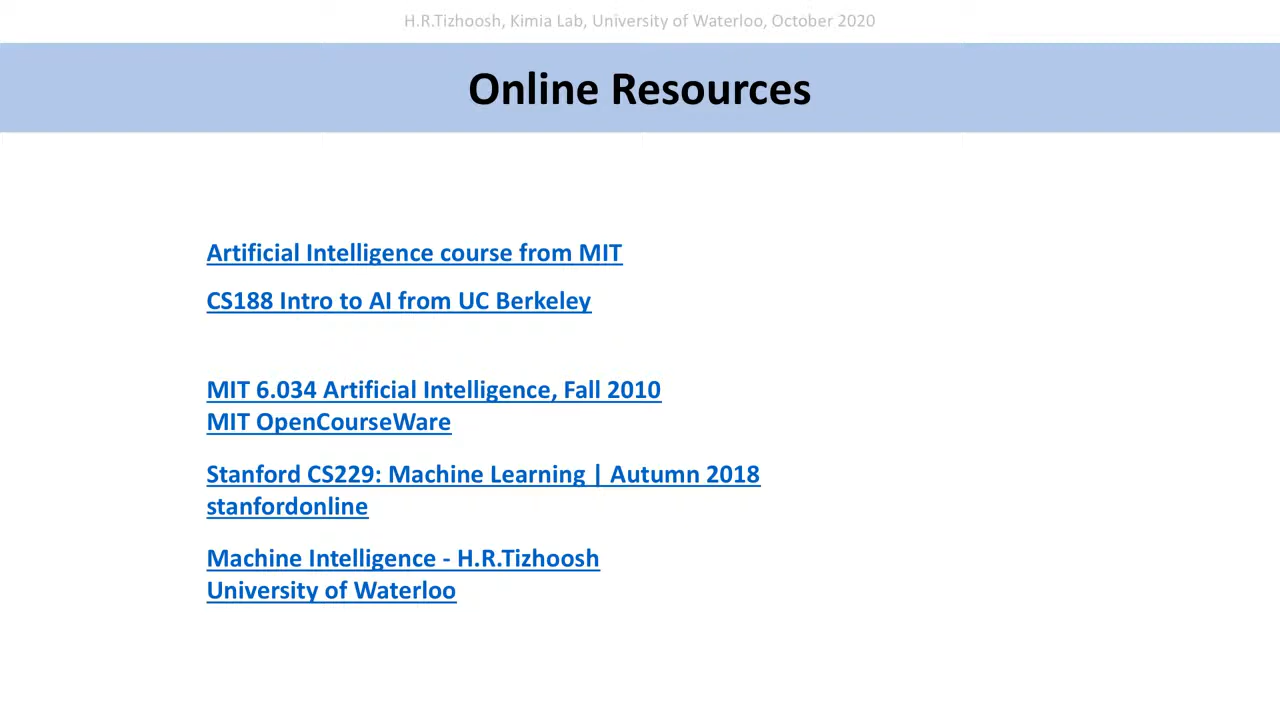 H.R.Tizhoosh, Kimia Lab, University of Waterloo, October 2020
Online Resources
Artificial Intelligence course from MIT
CS188 Intro to AI from UC Berkeley
MIT 6.034 Artificial Intelligence, Fall 2010
MIT OpenCourseWare
Stanford CS229: Machine Learning | Autumn 2018
stanfordonline
Machine Intelligence - H.R.Tizhoosh
University of Waterloo